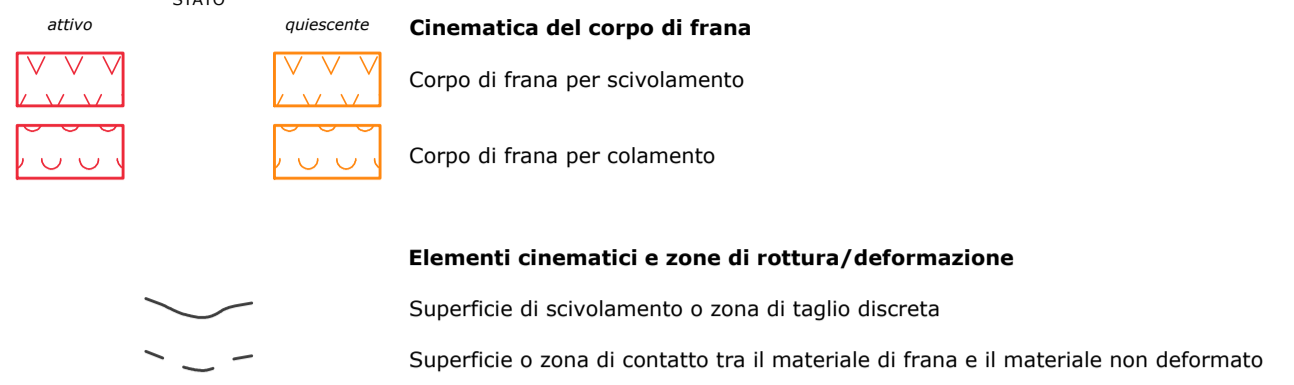 STATO
attivo quiescente Cinematica del corpo di frana
Corpo di frana per scivolamento
Corpo di frana per colamento
Elementi cinematici e zone di rottura/deformazione
Superficie di scivolamento o zona di taglio discreta
Superficie o zona di contatto tra il materiale di frana e il materiale non deformato